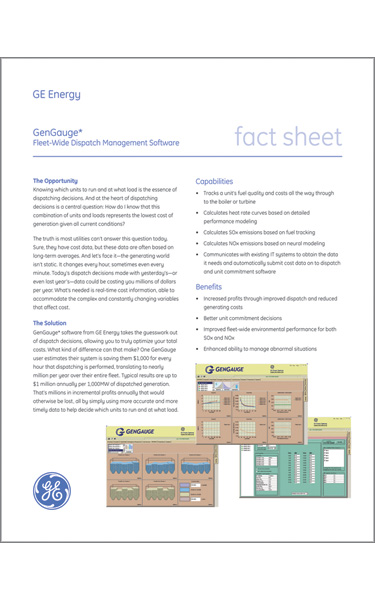 GE Energy
GenGauge*
Fleet-Wide Dispatch Management Software
fact sheet
The Opportunity
Knowing which units to run and at what load is the essence of
dispatching decisions. And at the heart of dispatching
decisions is a central question: How do I know that this
combination of units and loads represents the lowest cost of
generation given all current conditions?
The truth is most utilities can't answer this question today.
Sure, they have cost data, but these data are often based on
long-term averages. And let's face it—the generating world
isn't static. It changes every hour, sometimes even every
minute. Today's dispatch decisions made with yesterday's—or
even last year's—data could be costing you millions of dollars
per year. What's needed is real-time cost information, able to
accommodate the complex and constantly changing variables
that affect cost.
The Solution
GenGauge* software from GE Energy takes the guesswork out
of dispatch decisions, allowing you to truly optimize your total
costs. What kind of difference can that make? One GenGauge
user estimates their system is saving them $1,000 for every
hour that dispatching is performed, translating to nearly
million per year over their entire fleet. Typical results are up to
$1 million annually per 1,000MW of dispatched generation.
That's millions in incremental profits annually that would
otherwise be lost, all by simply using more accurate and more
timely data to help decide which units to run and at what load.
Capabilities
• Tracks a unit's fuel quality and costs all the way through
to the boiler or turbine
• Calculates heat rate curves based on detailed
performance modeling
• Calculates SOx emissions based on fuel tracking
• Calculates NOx emissions based on neural modeling
• Communicates with existing IT systems to obtain the data
it needs and automatically submit cost data on to dispatch
and unit commitment software
Benefits
• Increased profits through improved dispatch and reduced
generating costs
• Better unit commitment decisions
• Improved fleet-wide environmental performance for both
SOx and NOx
• Enhanced ability to manage abnormal situations
GENGAUGE
GENGAUGE
GE